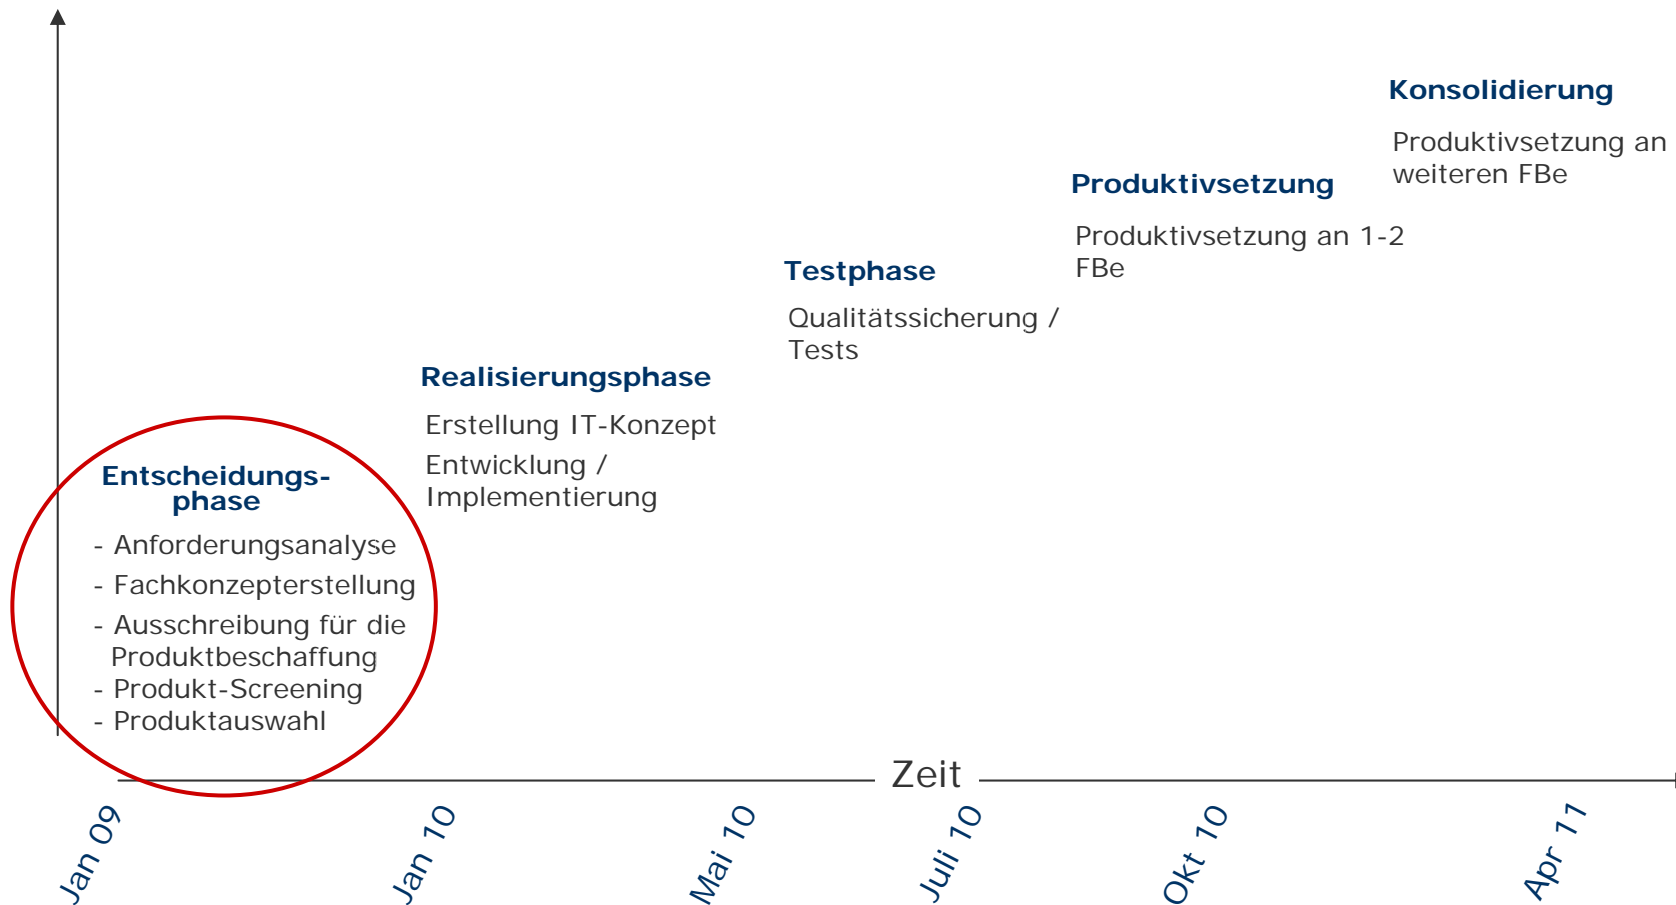 Konsolidierung
Produktivsetzung an
weiteren FBe
Produktivsetzung
Produktivsetzung an 1-2
FBe
Testphase
Qualitätssicherung /
Tests
Realisierungsphase
Erstellung IT-Konzept
Entwicklung /
Implementierung
Entscheidungs-
phase
- Anforderungsanalyse
- Fachkonzepterstellung
- Ausschreibung für die
Produktbeschaffung
- Produkt-Screening
- Produktauswahl
Zeit
Jan 09
Jan 10
Mai 10
Juli 10
Okt 10
Apr 11